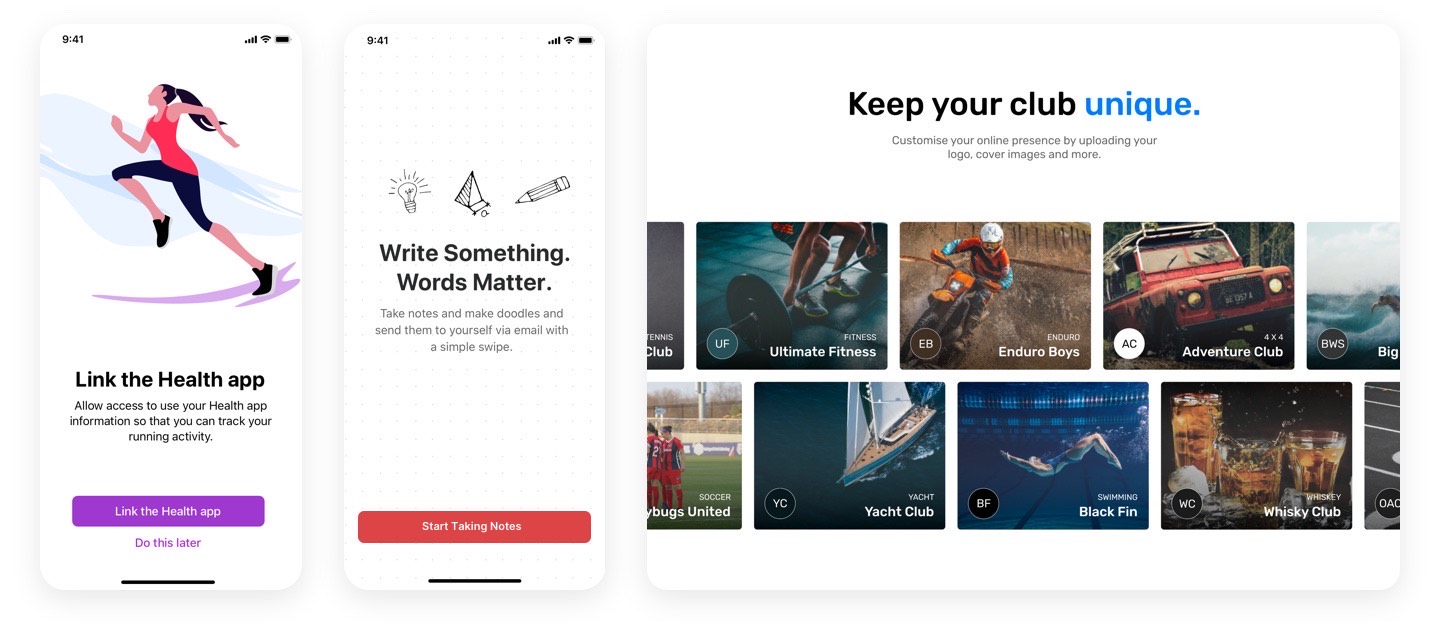 9:41
Link the Health app
Allow access to use your Health app
information so that you can track your
running activity.
Link the Health app
Do this later
9:41
Write Something.
Words Matter.
Take notes and make doodles and
send them to yourself via email with
a simple swipe.
Start Taking Notes
Keep your club unique.
Customise your online presence by uploading your
logo, cover images and more.
TENNIS
Club
UF
FITNESS
Ultimate Fitness
EB
ENDURO
Enduro Boys
AC
4 X 4
Adventure Club
BWS
Big
SOCCER
ybugs United
YC
YACHT
Yacht Club
BF
SWIMMING
Black Fin
WC
WHISKEY
Whisky Club
OAC